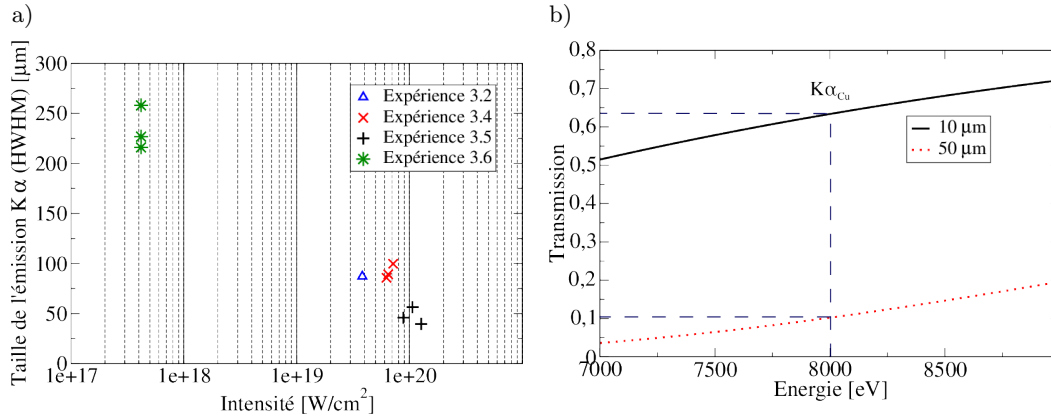 a)
Taille de l'émission K α (HWHM) [µm]
300
250
200
150
100
50
0
1e+17
1e+18
1e+19
1e+20
Intensité [W/cm²]
Expérience 3.2
Expérience 3.4
Expérience 3.5
Expérience 3.6
b)
Transmission
0,8
0,7
0,6
0,5
0,4
0,3
0,2
0,1
0
7000
7500
8000
8500
Energie [eV]
Kα_Cu
10 µm
50 µm